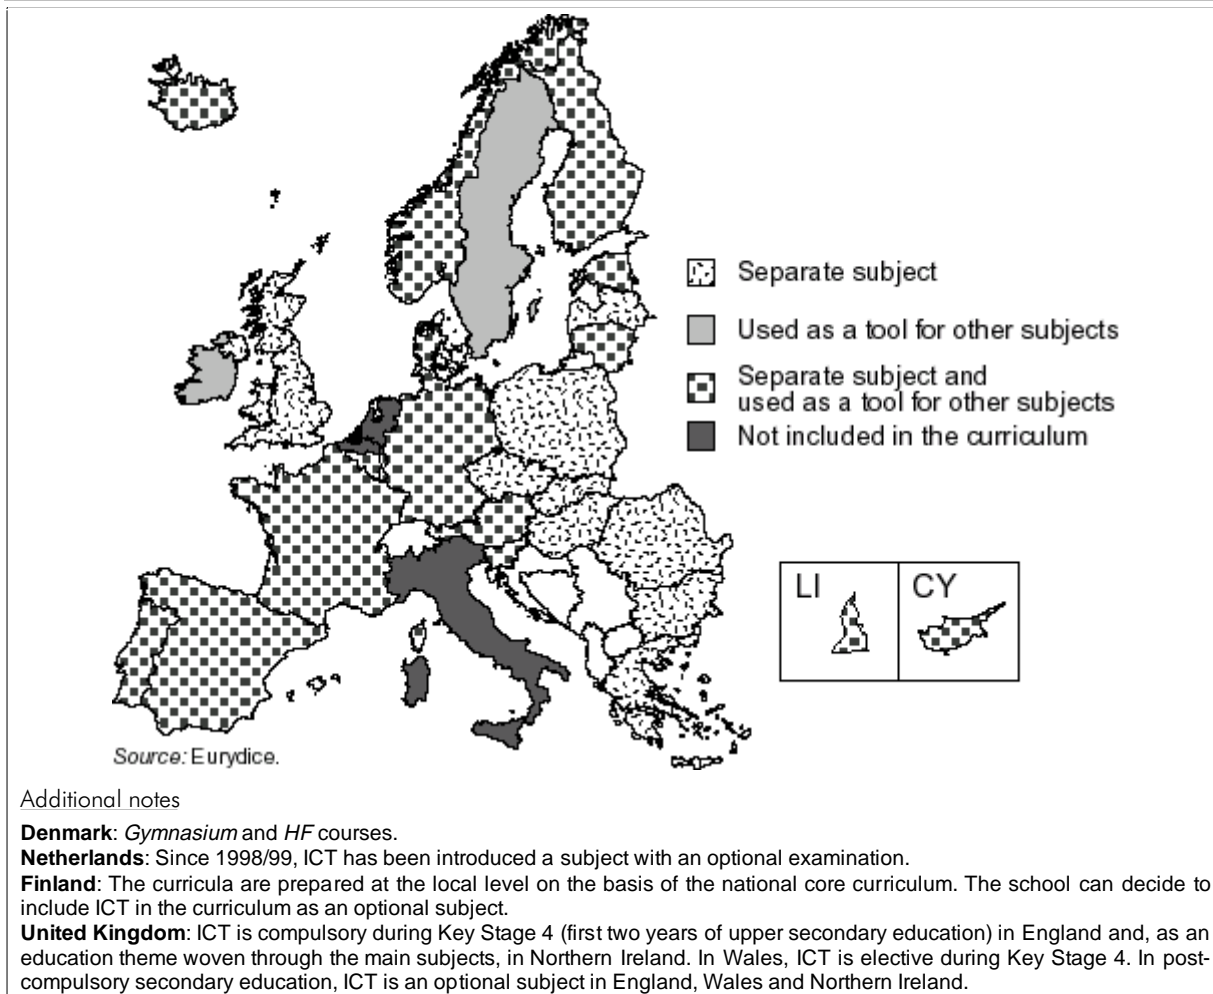 Separate subject
Used as a tool for other subjects
Separate subject and
used as a tool for other subjects
Not included in the curriculum
LI
CY
Source: Eurydice.
Additional notes
Denmark: Gymnasium and HF courses.
Netherlands: Since 1998/99, ICT has been introduced a subject with an optional examination.
Finland: The curricula are prepared at the local level on the basis of the national core curriculum. The school can decide to
include ICT in the curriculum as an optional subject.
United Kingdom: ICT is compulsory during Key Stage 4 (first two years of upper secondary education) in England and, as an
education theme woven through the main subjects, in Northern Ireland. In Wales, ICT is elective during Key Stage 4. In post-
compulsory secondary education, ICT is an optional subject in England, Wales and Northern Ireland.